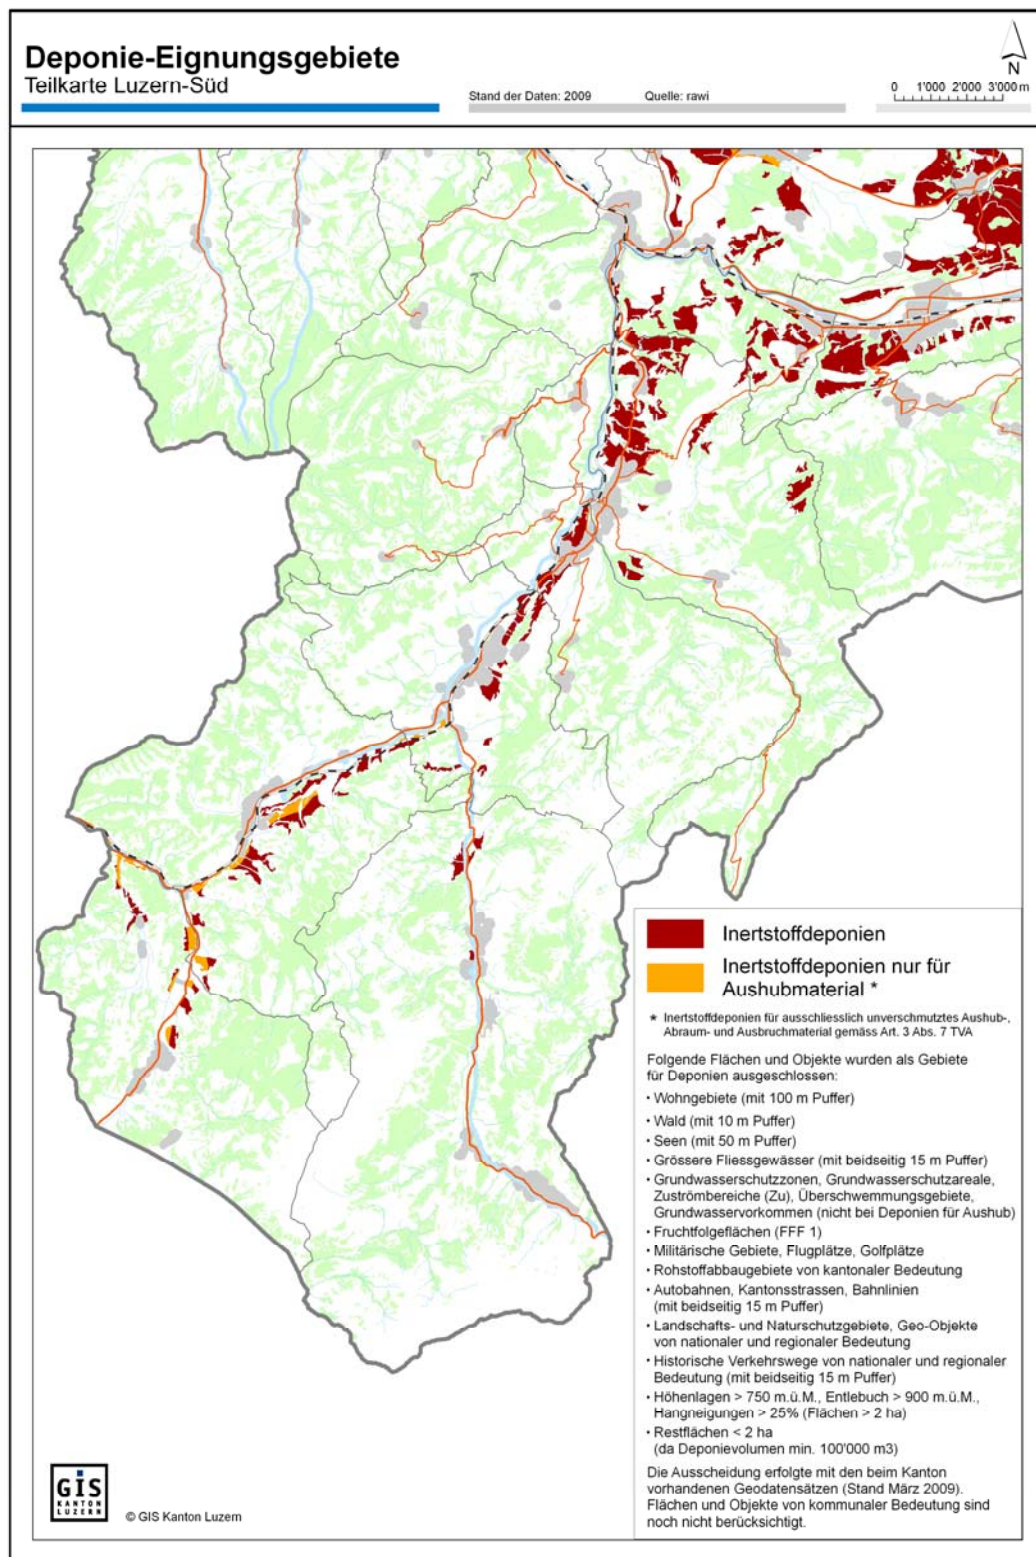 Deponie-Eignungsgebiete
Teilkarte Luzern-Süd
Stand der Daten: 2009 Quelle: rawi
N
0 1'000 2'000 3'000 m
Inertstoffdeponien
Inertstoffdeponien nur für
Aushubmaterial *
* Inertstoffdeponien für ausschliesslich unverschmutztes Aushub-,
Abraum- und Ausbruchmaterial gemäss Art. 3 Abs. 7 TVA
Folgende Flächen und Objekte wurden als Gebiete
für Deponien ausgeschlossen:
• Wohngebiete (mit 100 m Puffer)
• Wald (mit 10 m Puffer)
• Seen (mit 50 m Puffer)
• Grössere Fliessgewässer (mit beidseitig 15 m Puffer)
• Grundwasserschutzzonen, Grundwasserschutzareale,
Zuströmbereiche (Zu), Überschwemmungsgebiete,
Grundwasservorkommen (nicht bei Deponien für Aushub)
• Fruchtfolgeflächen (FFF 1)
• Militärische Gebiete, Flugplätze, Golfplätze
• Rohstoffabbaugebiete von kantonaler Bedeutung
• Autobahnen, Kantonsstrassen, Bahnlinien
(mit beidseitig 15 m Puffer)
• Landschafts- und Naturschutzgebiete, Geo-Objekte
von nationaler und regionaler Bedeutung
• Historische Verkehrswege von nationaler und regionaler
Bedeutung (mit beidseitig 15 m Puffer)
• Höhenlagen > 750 m.ü.M., Entlebuch > 900 m.ü.M.,
Hangneigungen > 25% (Flächen > 2 ha)
• Restflächen < 2 ha
(da Deponievolumen min. 100'000 m3)
Die Ausscheidung erfolgte mit den beim Kanton
vorhandenen Geodatensätzen (Stand März 2009).
Flächen und Objekte von kommunaler Bedeutung sind
noch nicht berücksichtigt.
GIS
KANTON
LUZERN
© GIS Kanton Luzern